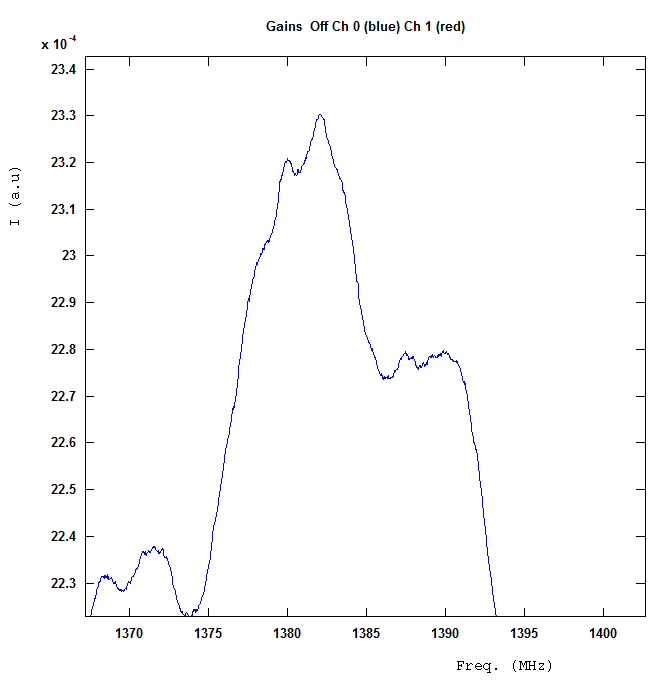 Gains  Off Ch 0 (blue) Ch 1 (red)
x 10-4
23.4
23.3
23.2
23.1
23
22.9
22.8
22.7
22.6
22.5
22.4
22.3
I (a.u)
1370 1375 1380 1385 1390 1395 1400
Freq. (MHz)